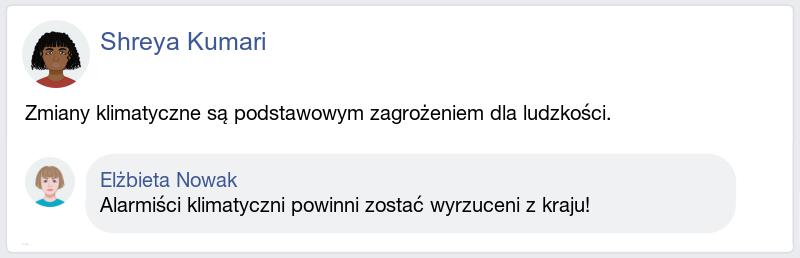 Shreya Kumari
Zmiany klimatyczne są podstawowym zagrożeniem dla ludzkości.
Elżbieta Nowak
Alarmiści klimatyczni powinni zostać wyrzuceni z kraju!